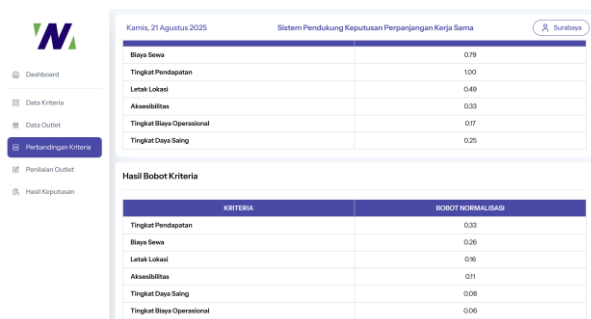 Kamis, 21 Agustus 2025 Sistem Pendukung Keputusan Perpanjangan Kerja Sama Surabaya
Dashboard
Data Kriteria
Data Outlet
Perbandingan Kriteria
Penilaian Outlet
Hasil Keputusan
Biaya Sewa 0.79
Tingkat Pendapatan 1.00
Letak Lokasi 0.49
Aksesibilitas 0.33
Tingkat Biaya Operasional 0.17
Tingkat Daya Saing 0.25
Hasil Bobot Kriteria
KRITERIA BOBOT NORMALISASI
Tingkat Pendapatan 0.33
Biaya Sewa 0.26
Letak Lokasi 0.16
Aksesibilitas 0.11
Tingkat Daya Saing 0.08
Tingkat Biaya Operasional 0.06